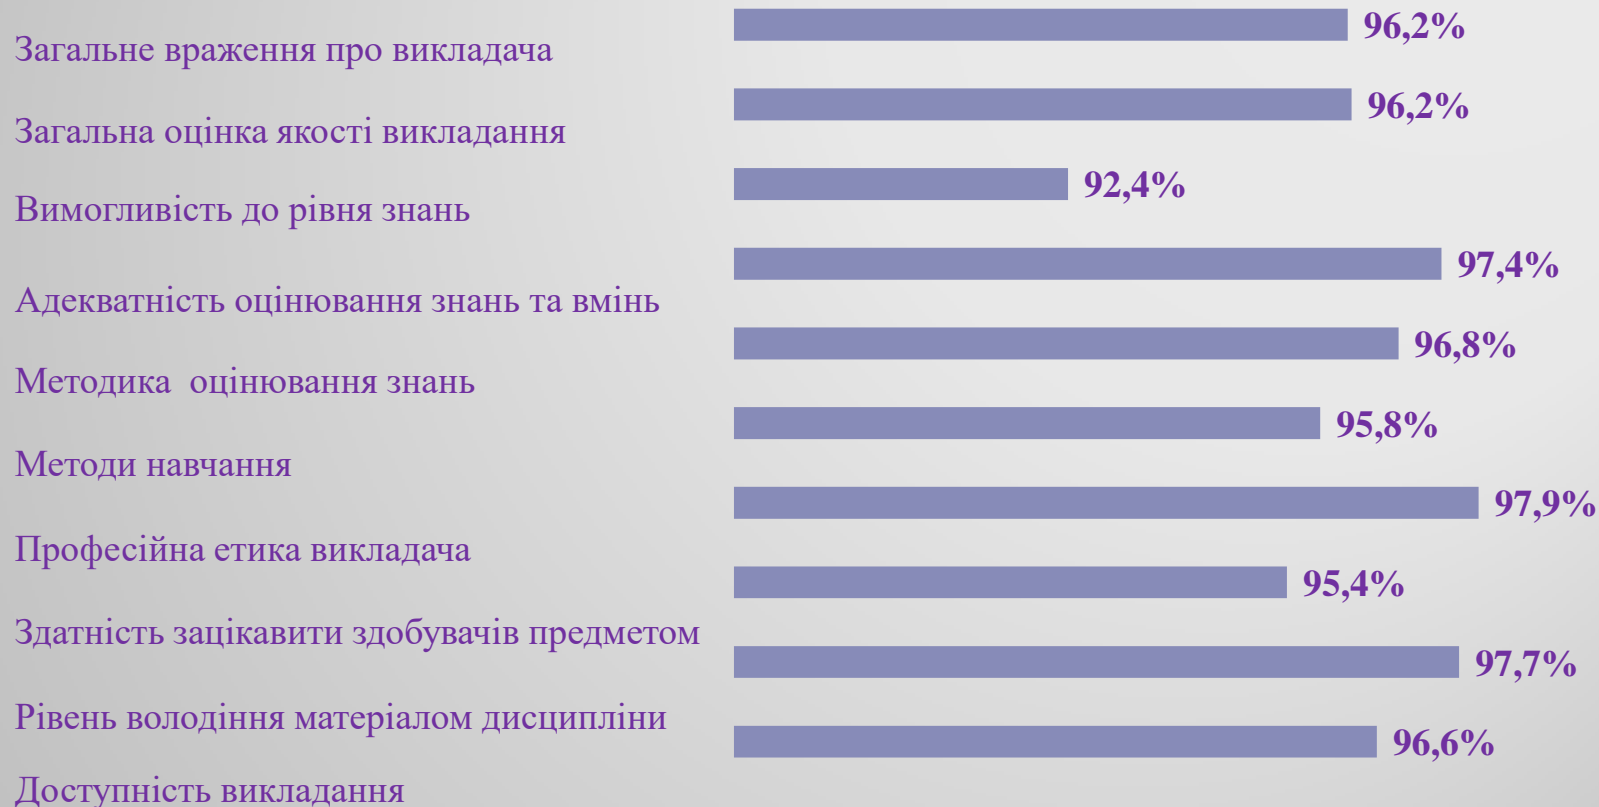 96,2%
Загальне враження про викладача
96,2%
Загальна оцінка якості викладання
92,4%
Вимогливість до рівня знань
97,4%
Адекватність оцінювання знань та вмінь
96,8%
Методика  оцінювання знань
95,8%
Методи навчання
97,9%
Професійна етика викладача
95,4%
Здатність зацікавити здобувачів предметом
97,7%
Рівень володіння матеріалом дисципліни
96,6%
Доступність викладання